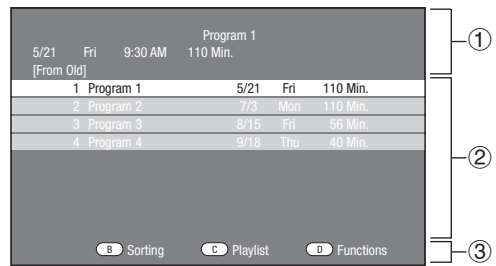 Program 1
5/21 Fri 9:30 AM 110 Min.
[From Old]
1 Program 1 5/21 Fri 110 Min.
2 Program 2 7/3 Mon 110 Min.
3 Program 3 8/15 Fri 56 Min.
4 Program 4 9/18 Thu 40 Min.
B Sorting C Playlist D Functions
①
②
③